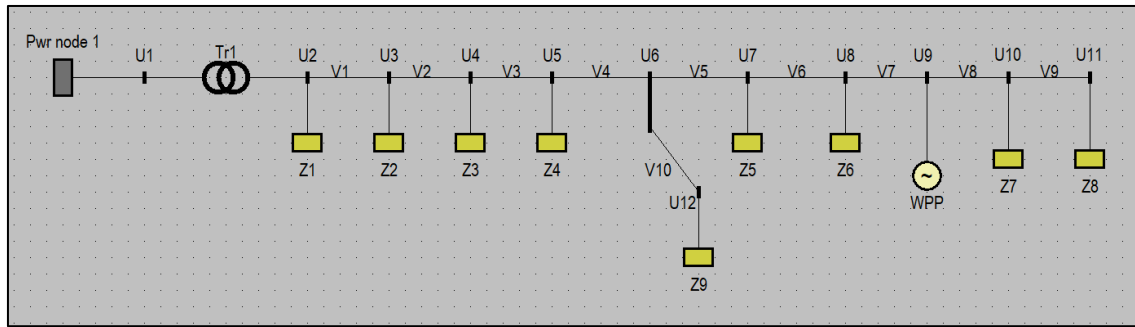 Pwr node 1
U1
Tr1
U2
V1
U3
V2
U4
V3
U5
V4
U6
V5
U7
V6
U8
V7
U9
V8
U10
V9
U11
Z1
Z2
Z3
Z4
V10
Z5
Z6
~
WPP
Z7
Z8
U12
Z9